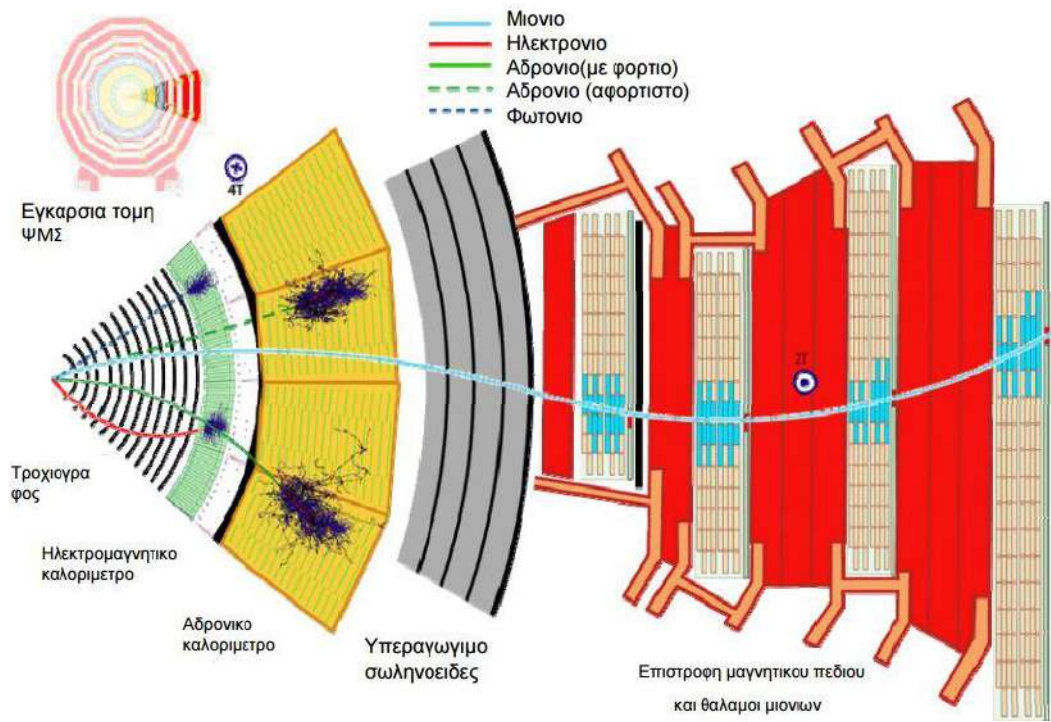 Μιονιο
Ηλεκτρονιο
Αδρονιο(με φορτιο)
Αδρονιο (αφορτιστο)
Φωτονιο
4T
Εγκαρσια τομη
ΨΜΣ
2T
Τροχιογρα
φος
Ηλεκτρομαγνητικο
καλοριμετρο
Αδρονικο
καλοριμετρο
Υπεραγωγιμο
σωληνοειδες
Επιστροφη μαγνητικου πεδιου
και θαλαμοι μιονιων